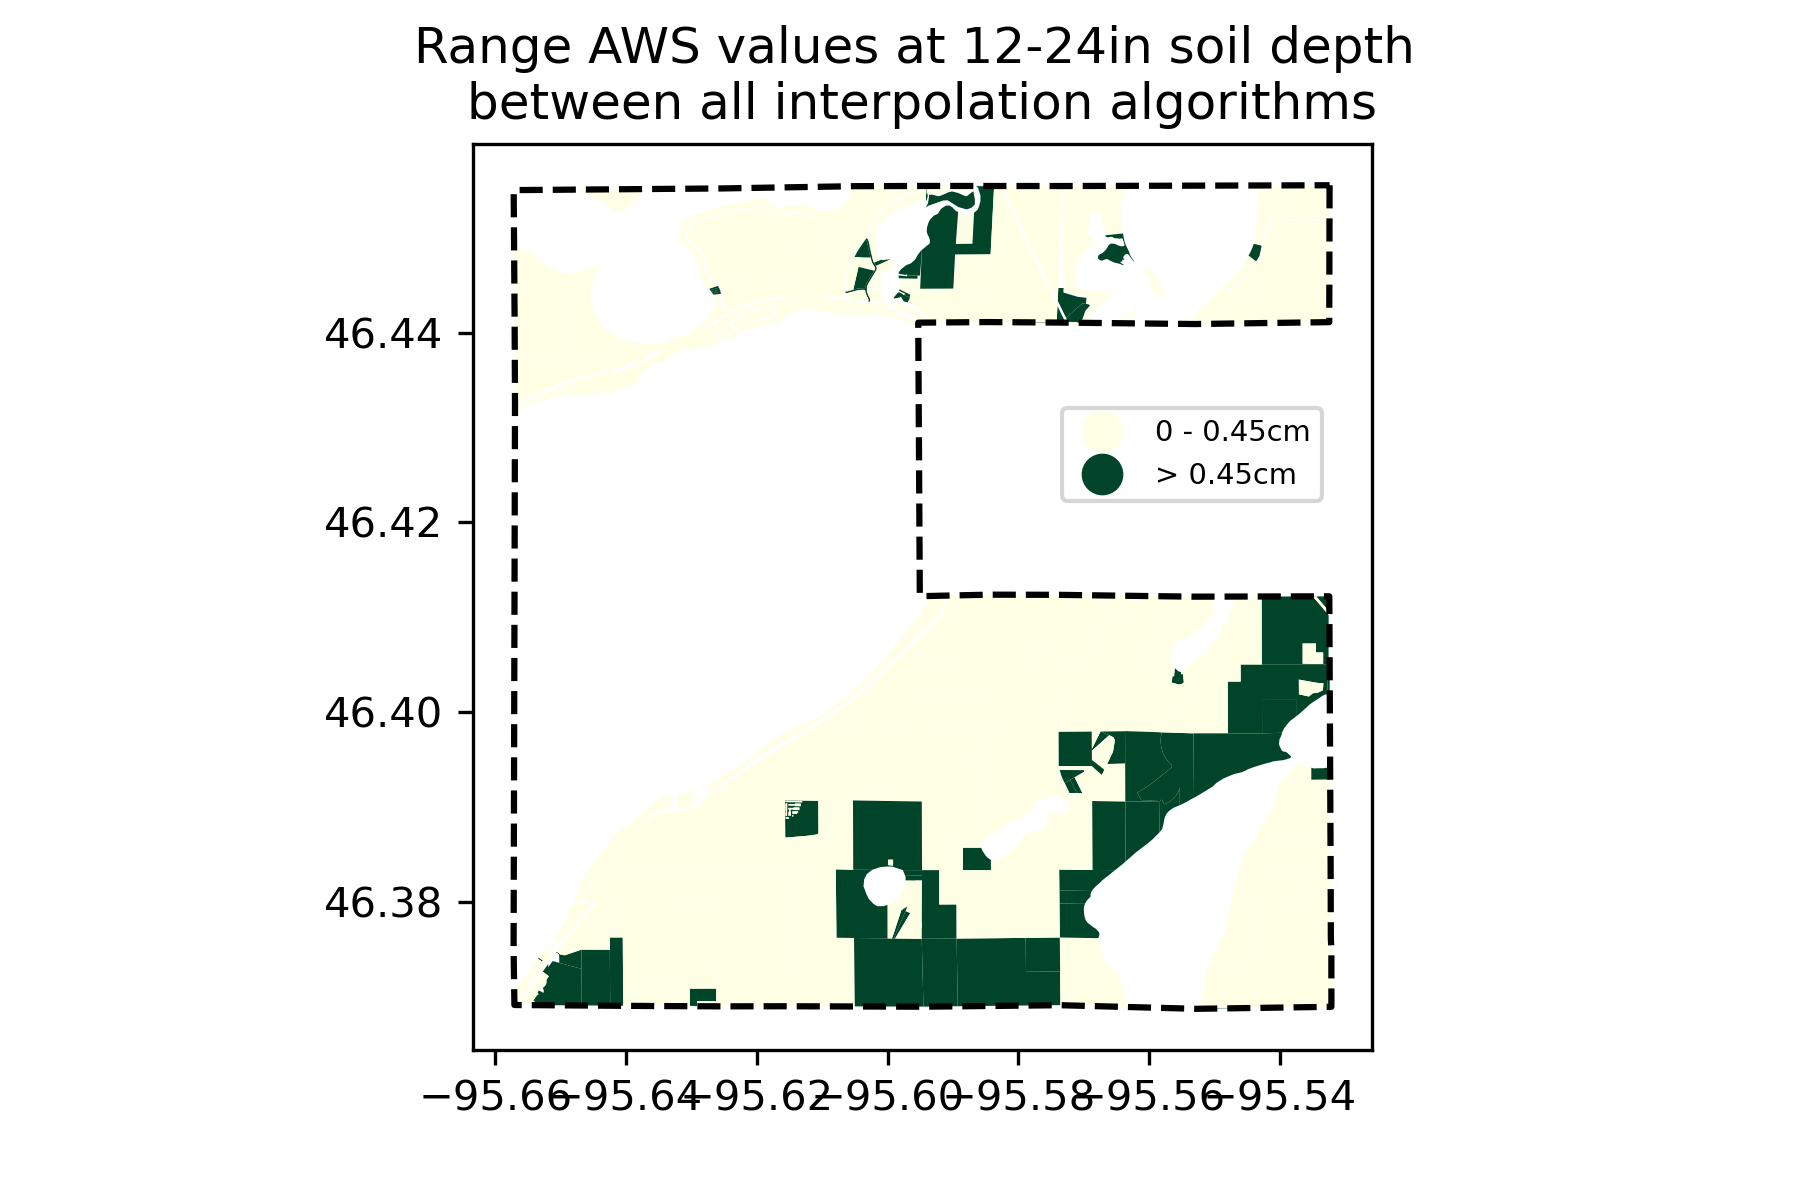 Range AWS values at 12-24in soil depth
between all interpolation algorithms
46.44
0 - 0.45cm
> 0.45cm
46.42
46.40
46.38
−95.66 −95.64 −95.62 −95.60 −95.58 −95.56 −95.54